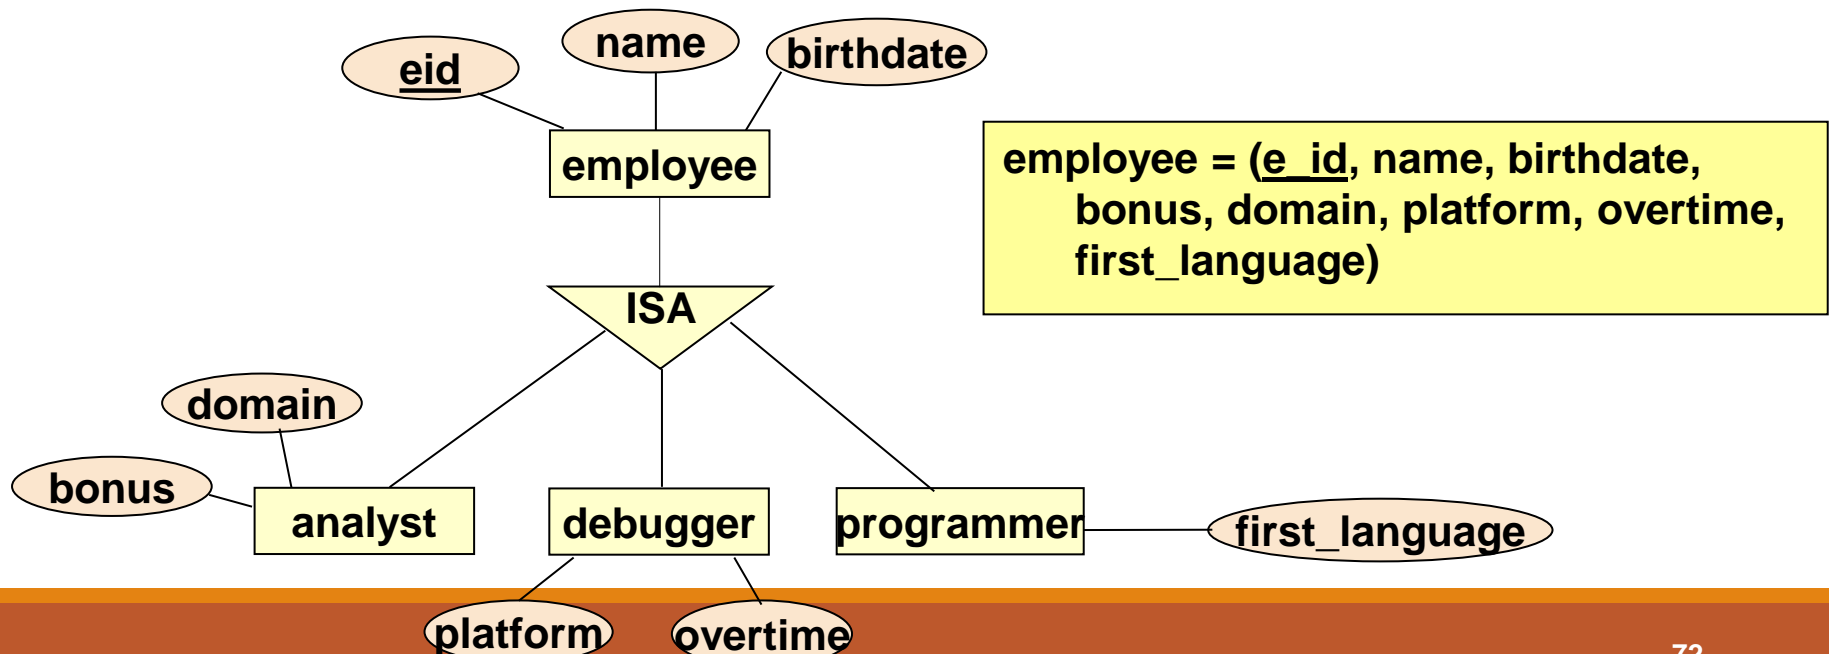 name
birthdate
eid
employee
employee = (e_id, name, birthdate,
bonus, domain, platform, overtime,
first_language)
ISA
domain
bonus
analyst
debugger
programmer
first_language
platform
overtime
72